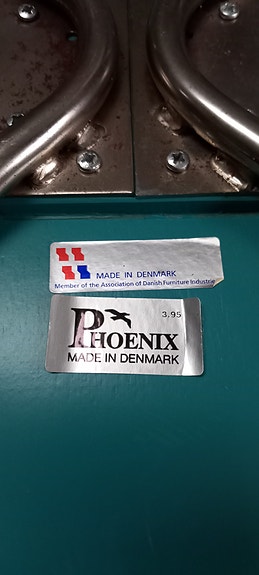 MADE IN DENMARK
Member of the Association of Danish Furniture Industrie
PHOENIX
3.95
MADE IN DENMARK